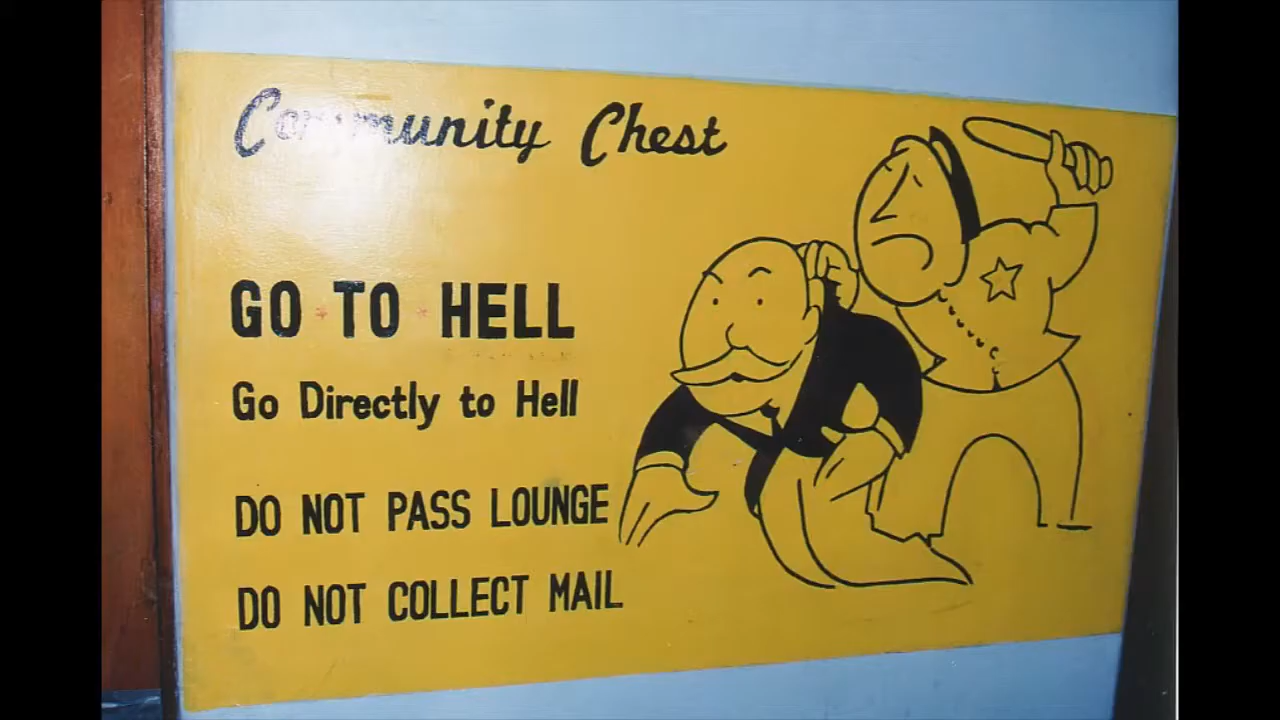 Community Chest
GO TO HELL
Go Directly to Hell
DO NOT PASS LOUNGE
DO NOT COLLECT MAIL